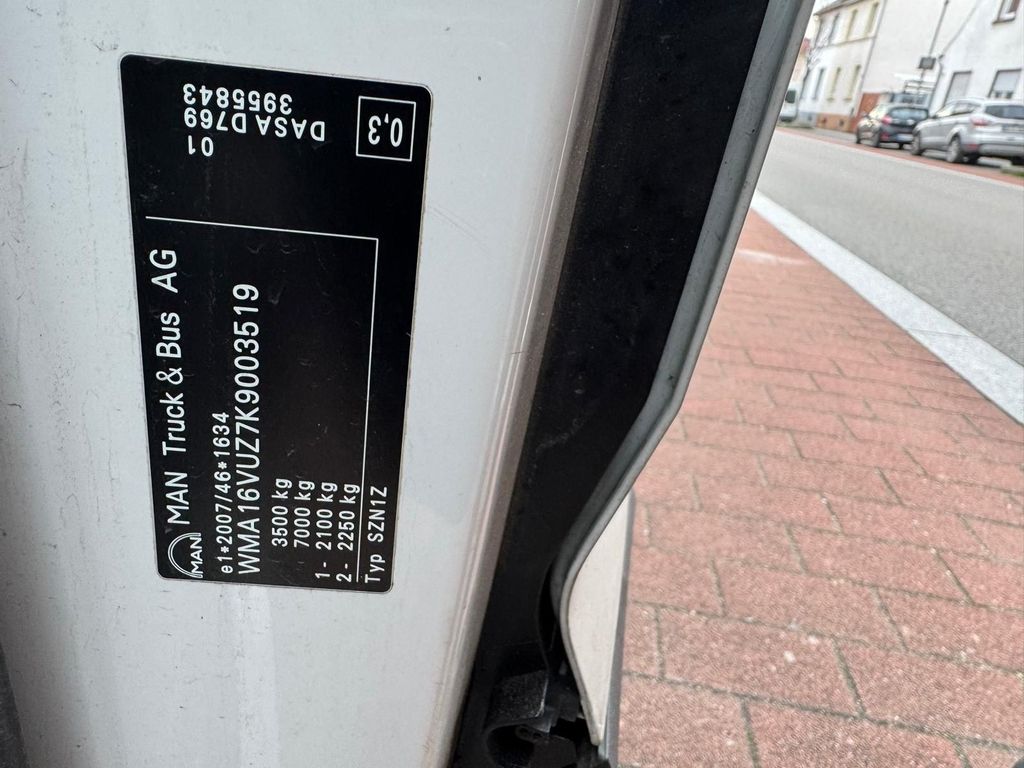 MAN
MAN Truck & Bus AG
e1*2007/46*1634
WMA16VUZ7K9003519
3500 kg
7000 kg
1- 2100 kg
2- 2250 kg
Typ SZN1Z
01
DASA D769
3955843
0,3